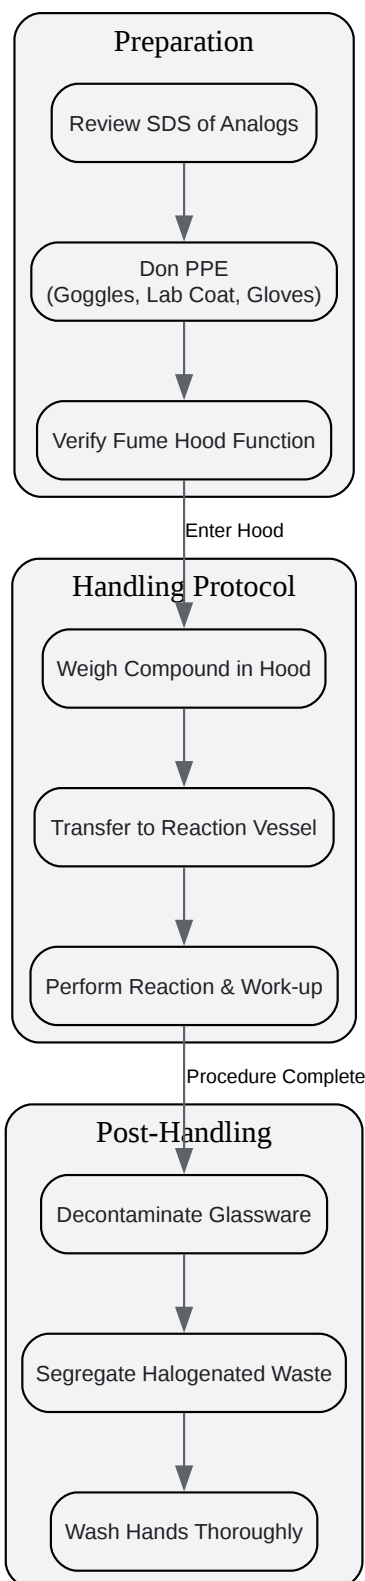 Preparation
Review SDS of Analogs
Don PPE
(Goggles, Lab Coat, Gloves)
Verify Fume Hood Function
Enter Hood
Handling Protocol
Weigh Compound in Hood
Transfer to Reaction Vessel
Perform Reaction & Work-up
Procedure Complete
Post-Handling
Decontaminate Glassware
Segregate Halogenated Waste
Wash Hands Thoroughly